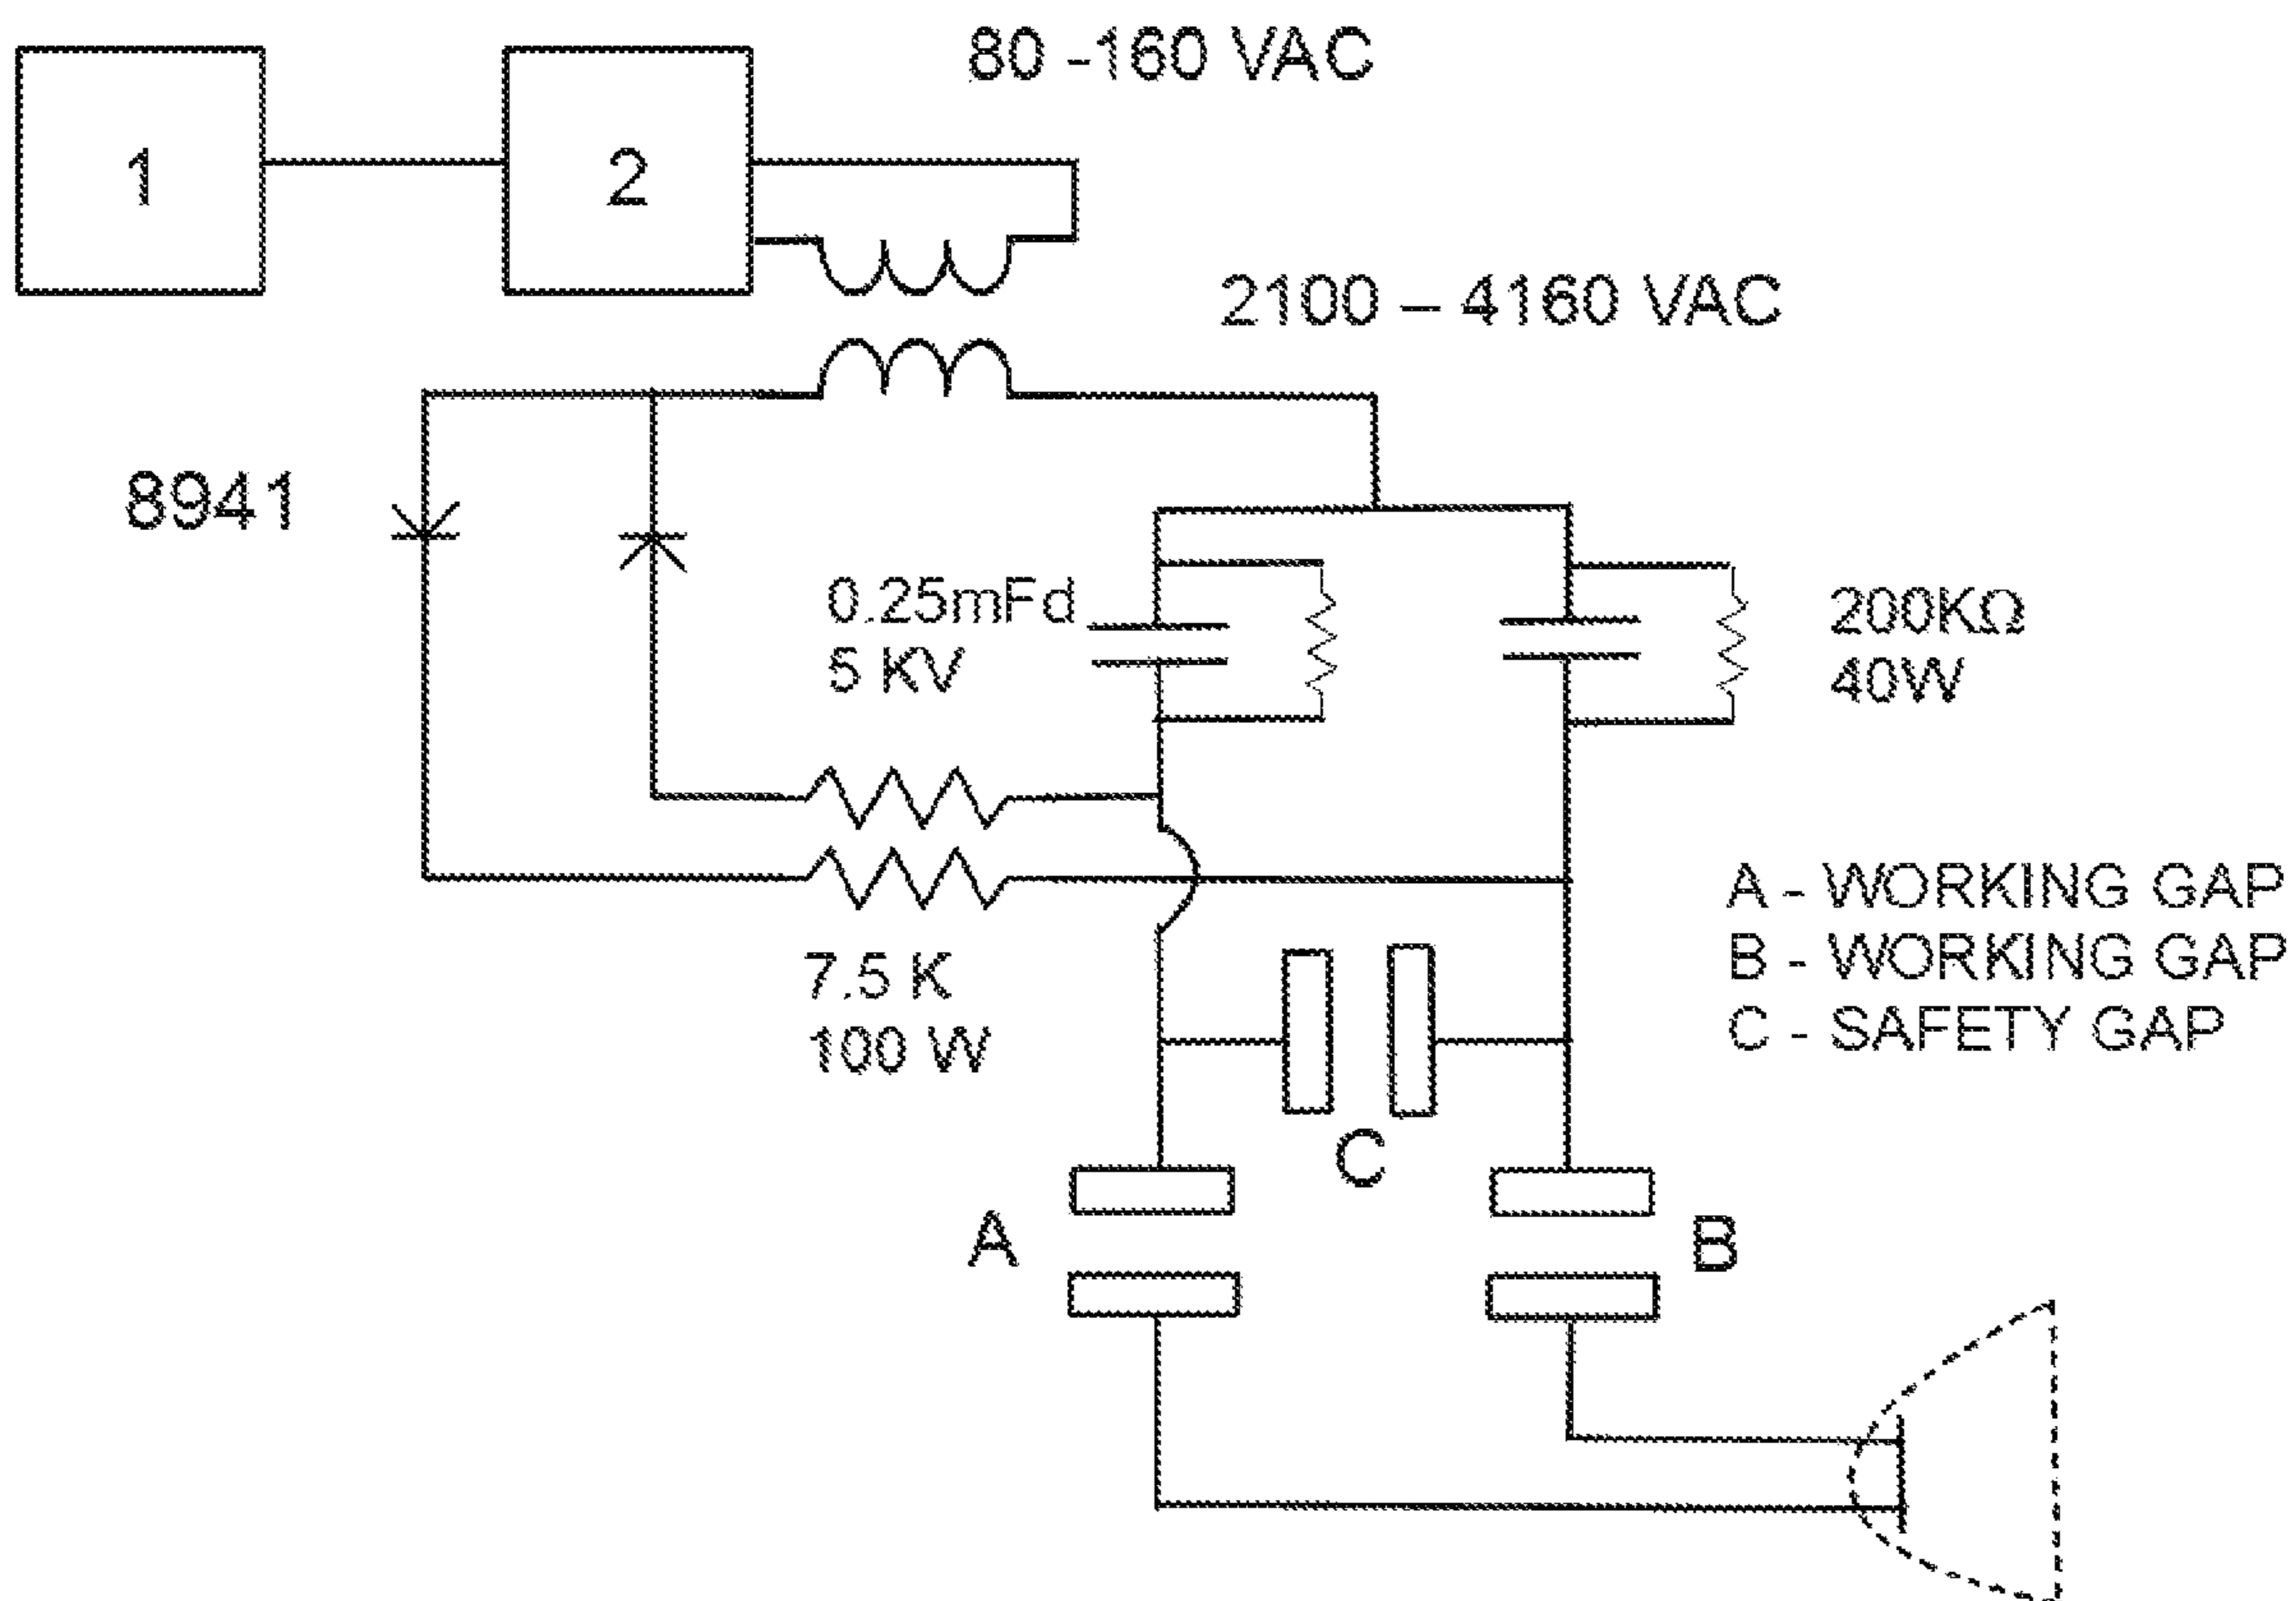 80 -160 VAC
1
2
2100 – 4160 VAC
8941
0.25mFd
5 KV
200KΩ
40W
7.5 K
100 W
A - WORKING GAP
B - WORKING GAP
C - SAFETY GAP
C
A
B